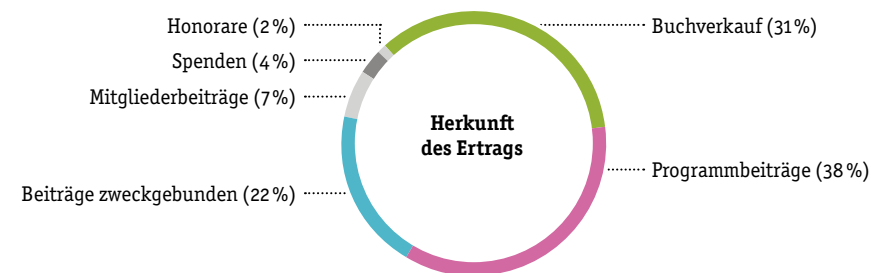 Honorare (2 %)
Spenden (4 %)
Mitgliederbeiträge (7 %)
Beiträge zweckgebunden (22 %)
Herkunft
des Ertrags
Buchverkauf (31 %)
Programmbeiträge (38 %)